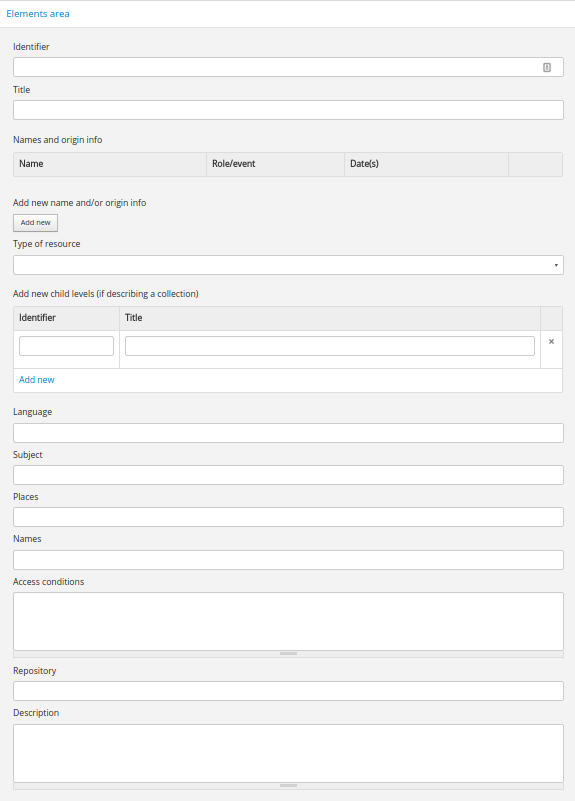 Elements area
Identifier
Title
Names and origin info
Name Role/event Date(s)
Add new name and/or origin info
Add new
Type of resource
Add new child levels (if describing a collection)
Identifier Title
×
Add new
Language
Subject
Places
Names
Access conditions
Repository
Description